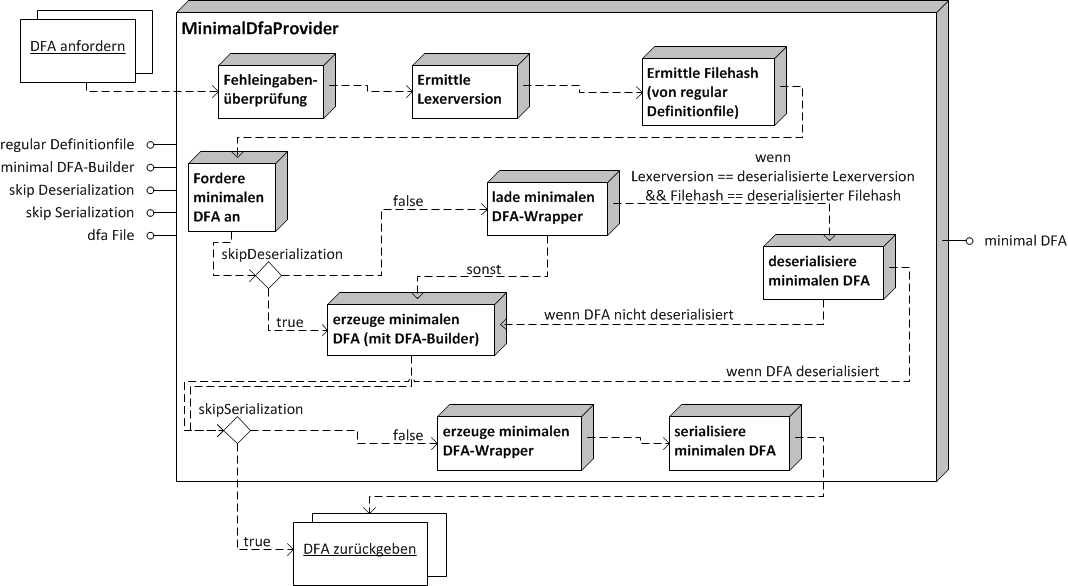 MinimalDfaProvider
DFA anfordern
Fehleingaben-
überprüfung
Ermittle
Lexerversion
Ermittle Filehash
(von regular
Definitionfile)
regular Definitionfile
minimal DFA-Builder
skip Deserialization
skip Serialization
dfa File
Fordere
minimalen
DFA an
wenn
Lexerversion == deserialisierte Lexerversion
&& Filehash == deserialisierter Filehash
false
lade minimalen
DFA-Wrapper
minimal DFA
skipDeserialization
deserialisiere
minimalen DFA
sonst
true
erzeuge minimalen
DFA (mit DFA-Builder)
wenn DFA nicht deserialisiert
wenn DFA deserialisiert
skipSerialization
false
erzeuge minimalen
DFA-Wrapper
serialisiere
minimalen DFA
true
DFA zurückgeben